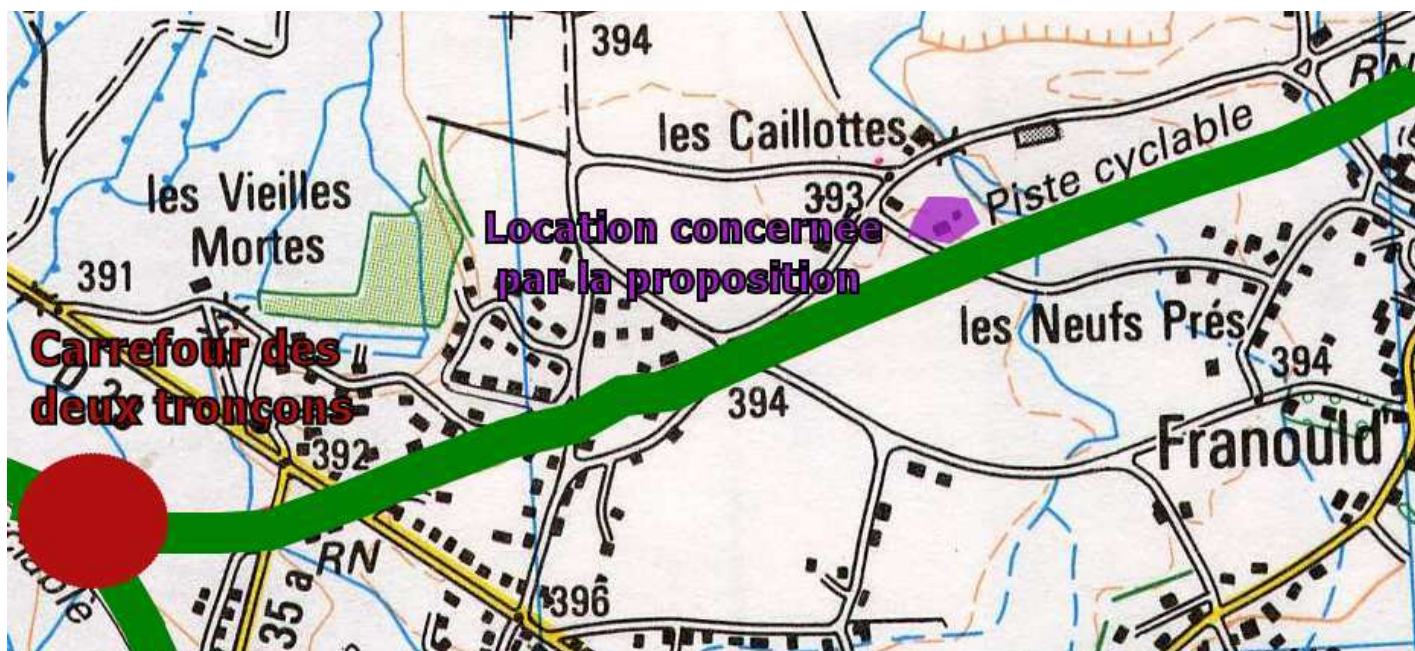 394
RN
les Caillottes
Piste cyclable
les Vieilles
Mortes
393
Location concernée
par la proposition
391
les Neufs Prés
Carrefour des
deux tronçons
2
394
394
392
Franould
RN
35 a
396